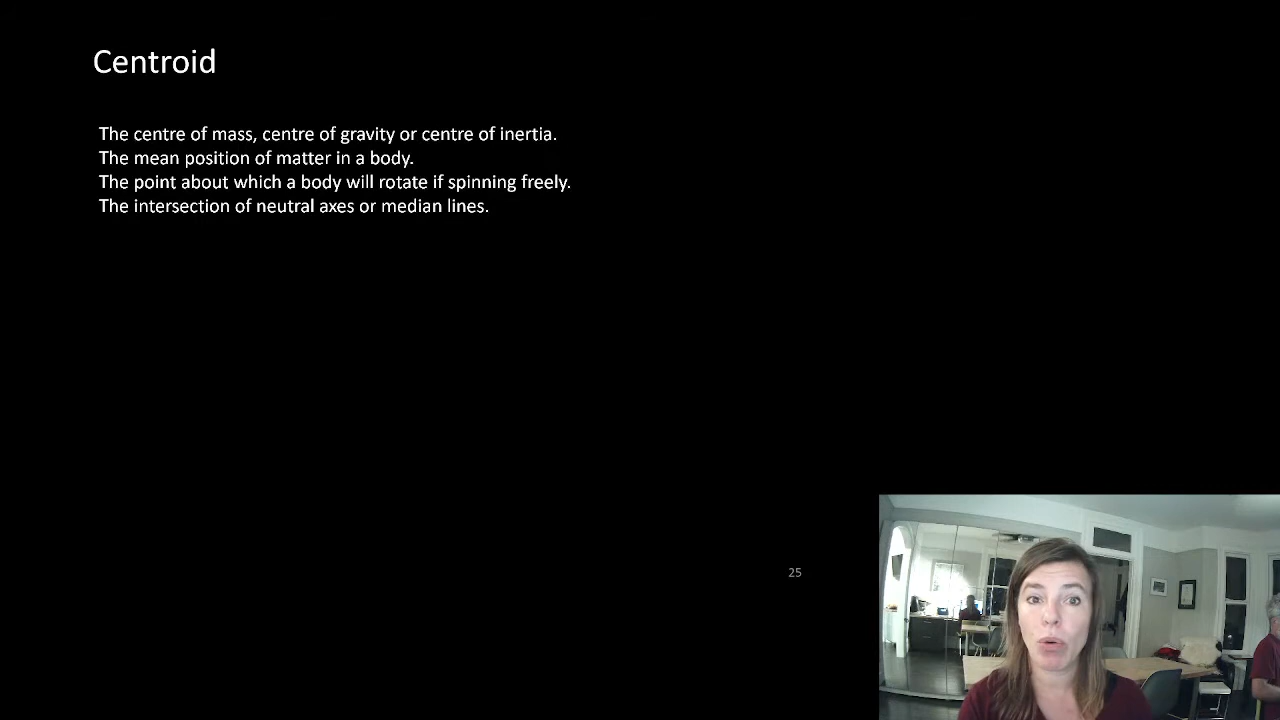 Centroid
The centre of mass, centre of gravity or centre of inertia.
The mean position of matter in a body.
The point about which a body will rotate if spinning freely.
The intersection of neutral axes or median lines.
25